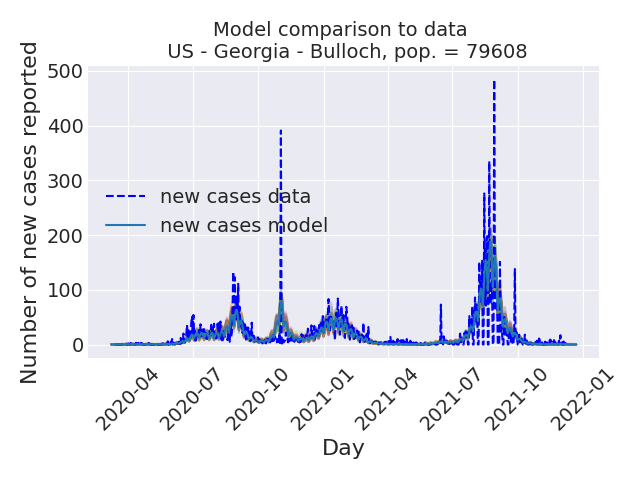 Model comparison to data
US - Georgia - Bulloch, pop. = 79608
Number of new cases reported
500
400
300
200
100
0
new cases data
new cases model
2020-04
2020-07
2020-10
2021-01
2021-04
2021-07
2021-10
2022-01
Day